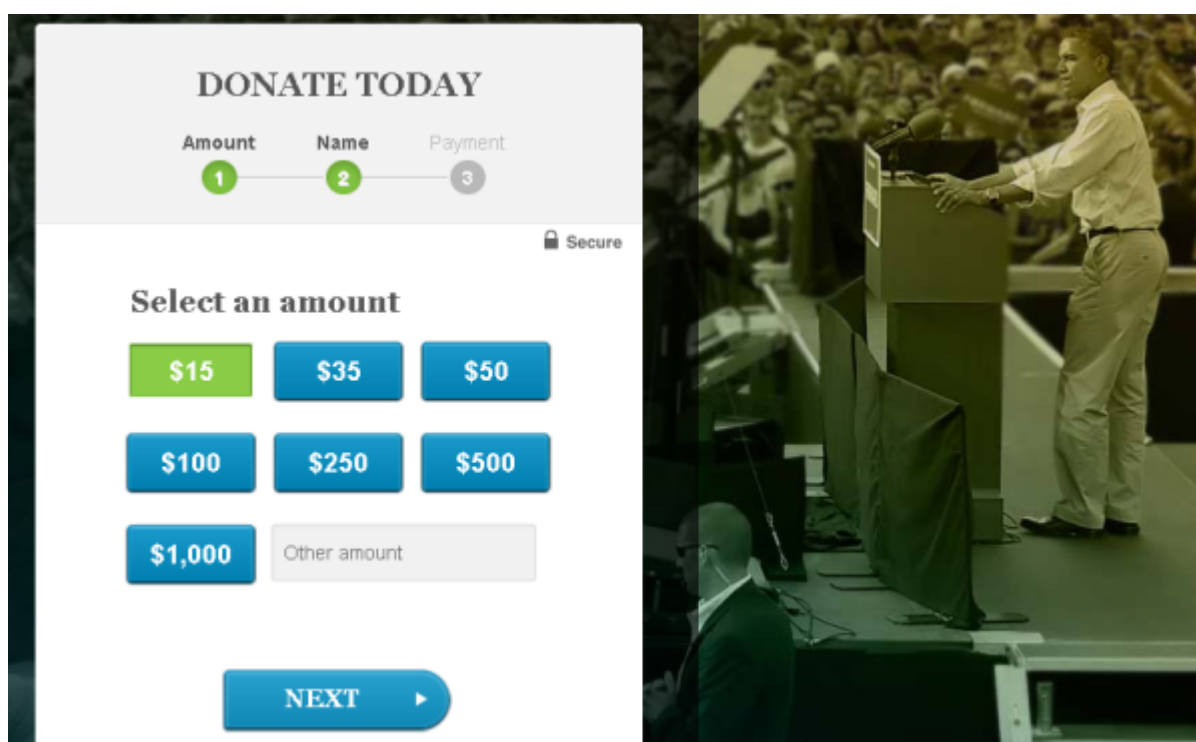 DONATE TODAY
Amount Name Payment
1 2 3
Secure
Select an amount
$15 $35 $50
$100 $250 $500
$1,000 Other amount
NEXT